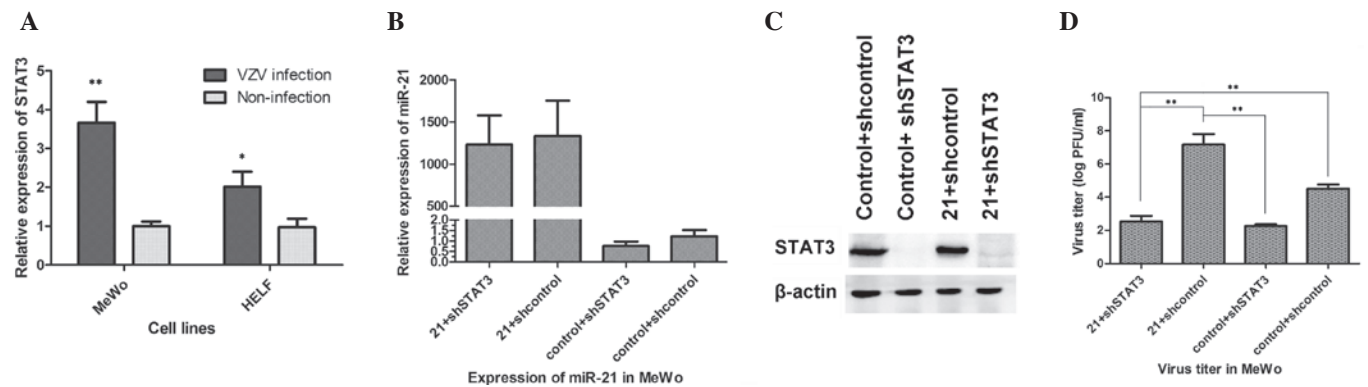 A
Relative expression of STAT3
5
4
3
2
1
0
**
*
VZV infection
Non-infection
MeWo
HELF
Cell lines
B
Relative expression of miR-21
2000
1500
1000
500
2.0
1.5
1.0
0.5
0.0
21+shSTAT3
21+shcontrol
control+shSTAT3
control+shcontrol
Expression of miR-21 in MeWo
C
Control+shcontrol
Control+ shSTAT3
21+shcontrol
21+shSTAT3
STAT3
β-actin
D
Virus titer (log PFU/ml)
10
8
6
4
2
0
**
**
**
21+shSTAT3
21+shcontrol
control+shSTAT3
control+shcontrol
Virus titer in MeWo